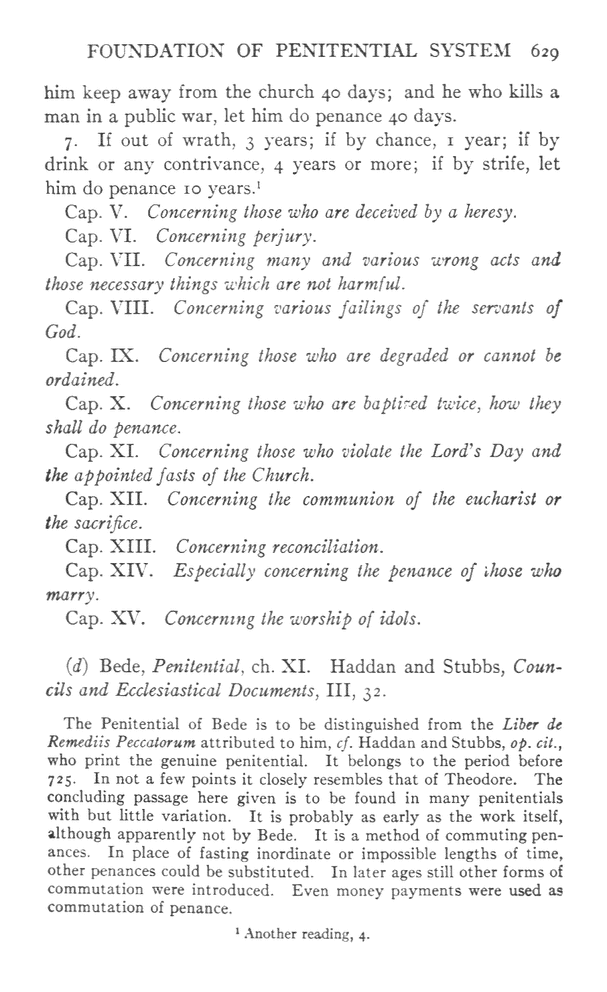 FOUNDATION OF PENITENTIAL SYSTEM 629
him keep away from the church 40 days; and he who kills a
man in a public war, let him do penance 40 days.
7. If out of wrath, 3 years; if by chance, 1 year; if by
drink or any contrivance, 4 years or more; if by strife, let
him do penance 10 years.¹
Cap. V. Concerning those who are deceived by a heresy.
Cap. VI. Concerning perjury.
Cap. VII. Concerning many and various wrong acts and
those necessary things which are not harmful.
Cap. VIII. Concerning various failings of the servants of
God.
Cap. IX. Concerning those who are degraded or cannot be
ordained.
Cap. X. Concerning those who are baptized twice, how they
shall do penance.
Cap. XI. Concerning those who violate the Lord's Day and
the appointed fasts of the Church.
Cap. XII. Concerning the communion of the eucharist or
the sacrifice.
Cap. XIII. Concerning reconciliation.
Cap. XIV. Especially concerning the penance of those who
marry.
Cap. XV. Concerning the worship of idols.
(d) Bede, Penitential, ch. XI. Haddan and Stubbs, Coun-
cils and Ecclesiastical Documents, III, 32.
The Penitential of Bede is to be distinguished from the Liber de
Remediis Peccatorum attributed to him, cf. Haddan and Stubbs, op. cit.,
who print the genuine penitential. It belongs to the period before
725. In not a few points it closely resembles that of Theodore. The
concluding passage here given is to be found in many penitentials
with but little variation. It is probably as early as the work itself,
although apparently not by Bede. It is a method of commuting pen-
ances. In place of fasting inordinate or impossible lengths of time,
other penances could be substituted. In later ages still other forms of
commutation were introduced. Even money payments were used as
commutation of penance.
¹ Another reading, 4.